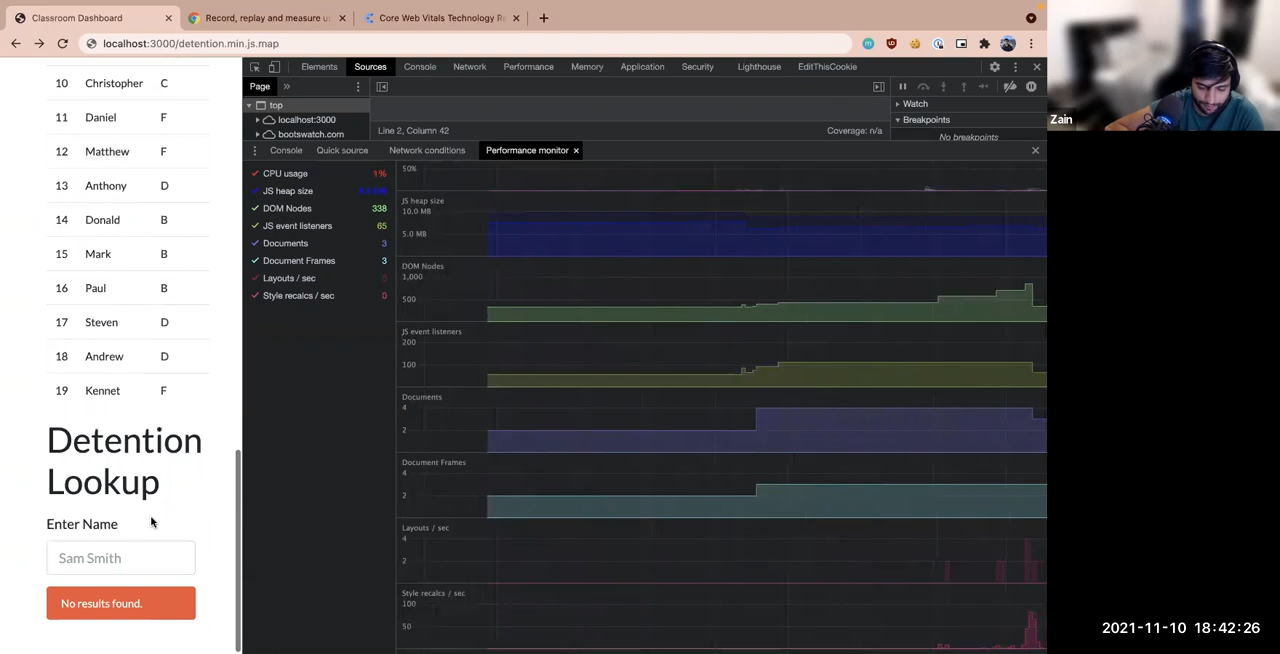 Classroom Dashboard
Record, replay and measure u
Core Web Vitals Technology R
localhost:3000/detention.min.js.map
10 Christopher C
11 Daniel F
12 Matthew F
13 Anthony D
14 Donald B
15 Mark B
16 Paul B
17 Steven D
18 Andrew D
19 Kennet F
Detention
Lookup
Enter Name
Sam Smith
No results found.
Elements Sources Console Network Performance Memory Application Security Lighthouse EditThisCookie
Page
top
localhost:3000
bootswatch.com
Line 2, Column 42
Coverage: n/a
Watch
Breakpoints
No breakpoints
Console Quick source Network conditions Performance monitor
CPU usage 1%
JS heap size
DOM Nodes 338
JS event listeners 65
Documents 3
Document Frames 3
Layouts / sec 0
Style recalcs / sec 0
50%
JS heap size
10.0 MB
5.0 MB
DOM Nodes
1,000
500
JS event listeners
200
100
Documents
4
2
Document Frames
4
2
Layouts / sec
4
2
Style recalcs / sec
100
50
Zain
2021-11-10 18:42:26